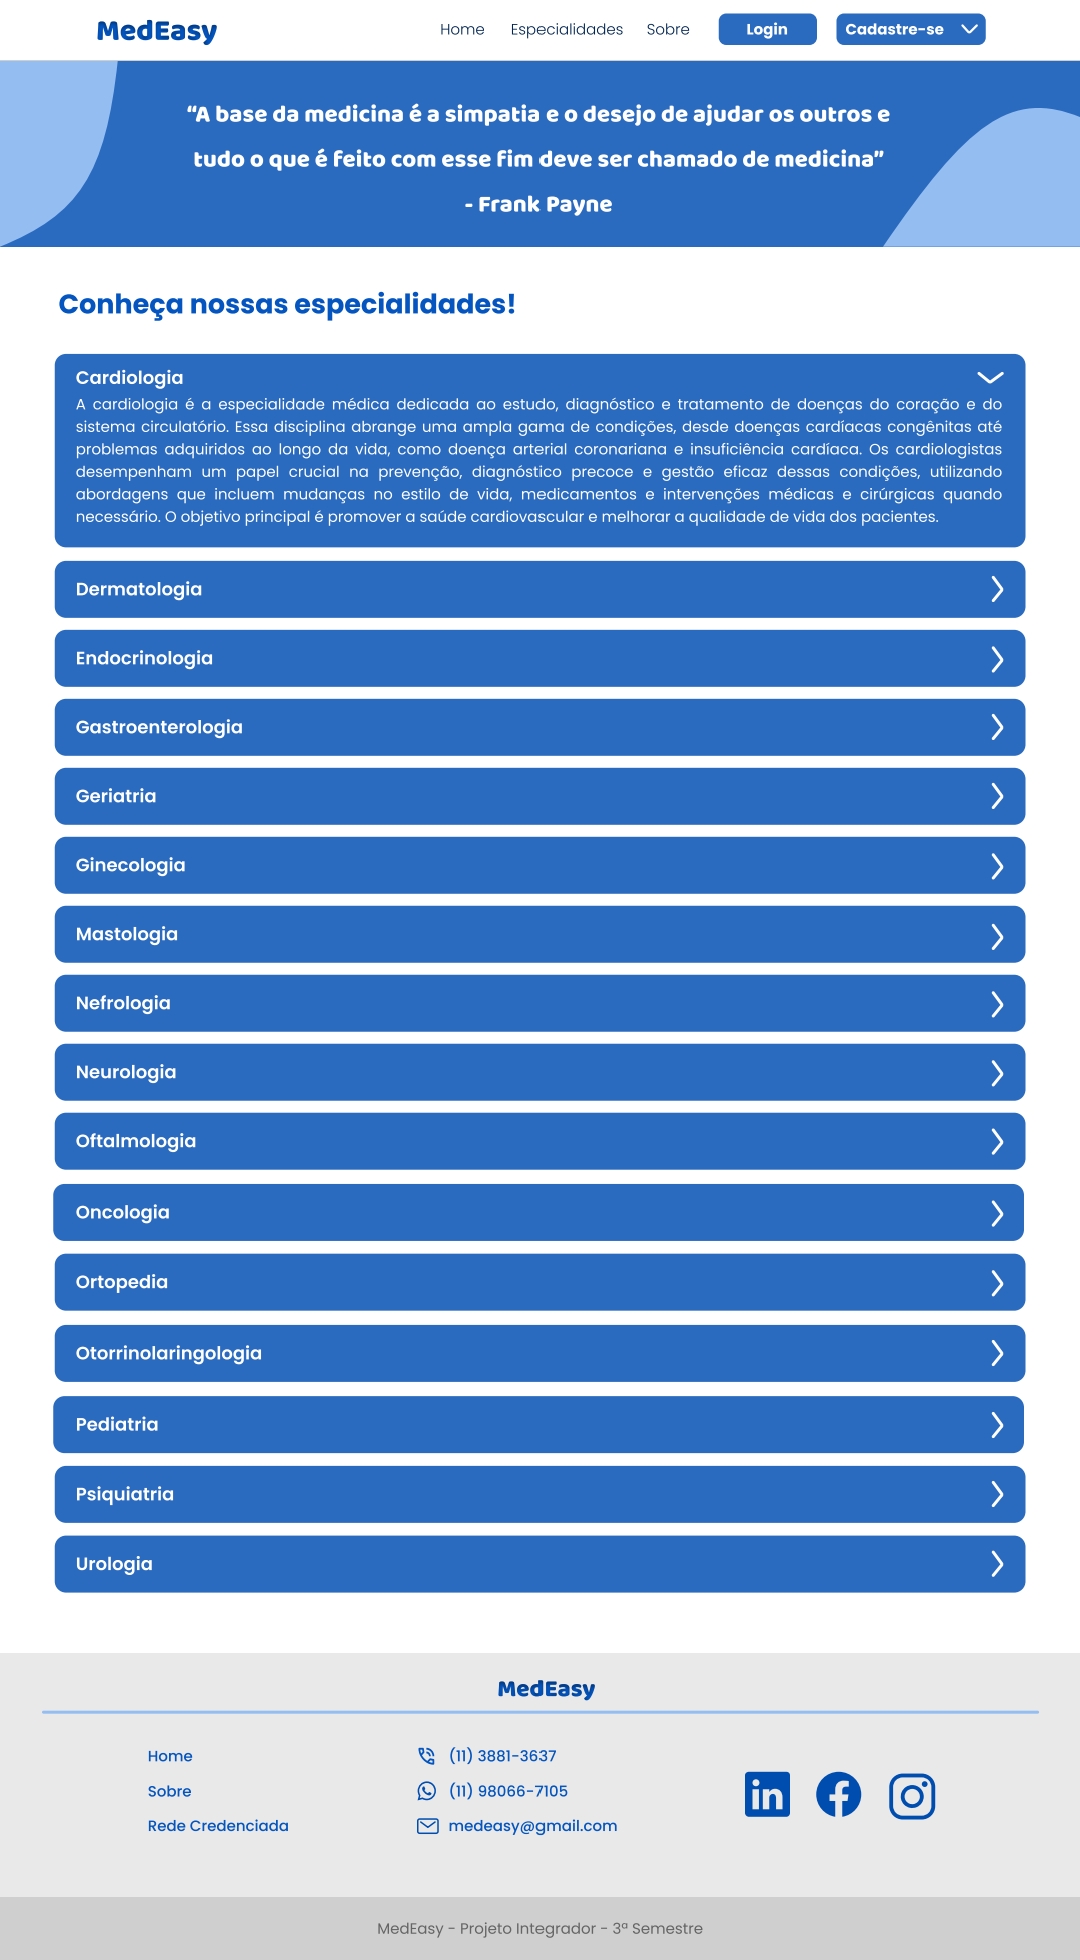 MedEasy
Home
Especialidades
Sobre
Login
Cadastre-se
“A base da medicina é a simpatia e o desejo de ajudar os outros e
tudo o que é feito com esse fim deve ser chamado de medicina”
- Frank Payne
Conheça nossas especialidades!
Cardiologia
A cardiologia é a especialidade médica dedicada ao estudo, diagnóstico e tratamento de doenças do coração e do
sistema circulatório. Essa disciplina abrange uma ampla gama de condições, desde doenças cardíacas congênitas até
problemas adquiridos ao longo da vida, como doença arterial coronariana e insuficiência cardíaca. Os cardiologistas
desempenham um papel crucial na prevenção, diagnóstico precoce e gestão eficaz dessas condições, utilizando
abordagens que incluem mudanças no estilo de vida, medicamentos e intervenções médicas e cirúrgicas quando
necessário. O objetivo principal é promover a saúde cardiovascular e melhorar a qualidade de vida dos pacientes.
Dermatologia
Endocrinologia
Gastroenterologia
Geriatria
Ginecologia
Mastologia
Nefrologia
Neurologia
Oftalmologia
Oncologia
Ortopedia
Otorrinolaringologia
Pediatria
Psiquiatria
Urologia
MedEasy
Home
Sobre
Rede Credenciada
(11) 3881-3637
(11) 98066-7105
medeasy@gmail.com
in
MedEasy - Projeto Integrador - 3º Semestre